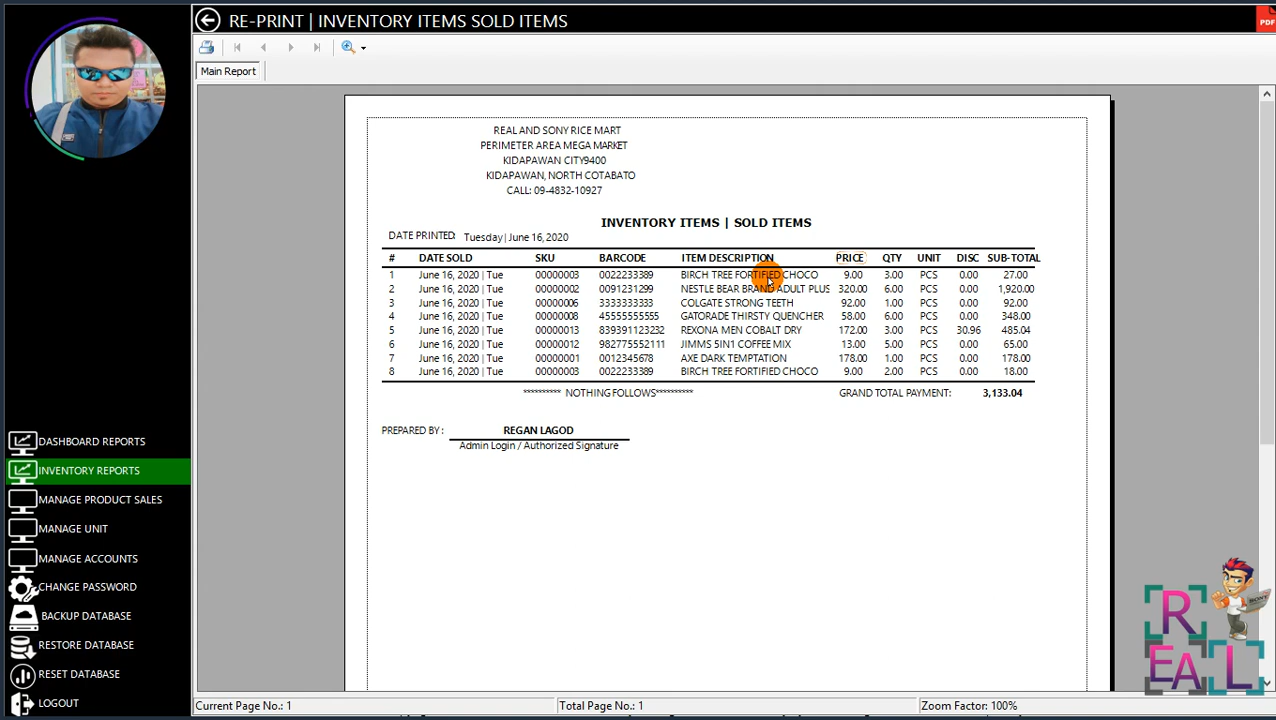 RE-PRINT | INVENTORY ITEMS SOLD ITEMS
PDF
Main Report
REAL AND SONY RICE MART
PERIMETER AREA MEGA MARKET
KIDAPAWAN CITY9400
KIDAPAWAN, NORTH COTABATO
CALL: 09-4832-10927
INVENTORY ITEMS | SOLD ITEMS
DATE PRINTED: Tuesday| June 16, 2020
# DATE SOLD SKU BARCODE ITEM DESCRIPTION PRICE QTY UNIT DISC SUB-TOTAL
1 June 16, 2020 | Tue 00000003 0022233389 BIRCH TREE FORTIFIED CHOCO 9.00 3.00 PCS 0.00 27.00
2 June 16, 2020 | Tue 00000002 0091231299 NESTLE BEAR BRAND ADULT PLUS 320.00 6.00 PCS 0.00 1,920.00
3 June 16, 2020 | Tue 00000006 3333333333 COLGATE STRONG TEETH 92.00 1.00 PCS 0.00 92.00
4 June 16, 2020 | Tue 00000008 45555555555 GATORADE THIRSTY QUENCHER 58.00 6.00 PCS 0.00 348.00
5 June 16, 2020 | Tue 00000013 839391123232 REXONA MEN COBALT DRY 172.00 3.00 PCS 30.96 485.04
6 June 16, 2020 | Tue 00000012 982775552111 JIMMS 5IN1 COFFEE MIX 13.00 5.00 PCS 0.00 65.00
7 June 16, 2020 | Tue 00000001 0012345678 AXE DARK TEMPTATION 178.00 1.00 PCS 0.00 178.00
8 June 16, 2020 | Tue 00000003 0022233389 BIRCH TREE FORTIFIED CHOCO 9.00 2.00 PCS 0.00 18.00
********** NOTHING FOLLOWS********** GRAND TOTAL PAYMENT: 3,133.04
PREPARED BY : REGAN LAGOD
Admin Login / Authorized Signature
DASHBOARD REPORTS
INVENTORY REPORTS
MANAGE PRODUCT SALES
MANAGE UNIT
MANAGE ACCOUNTS
CHANGE PASSWORD
BACKUP DATABASE
RESTORE DATABASE
RESET DATABASE
LOGOUT
R
EA L
Current Page No.: 1 Total Page No.: 1 Zoom Factor: 100%